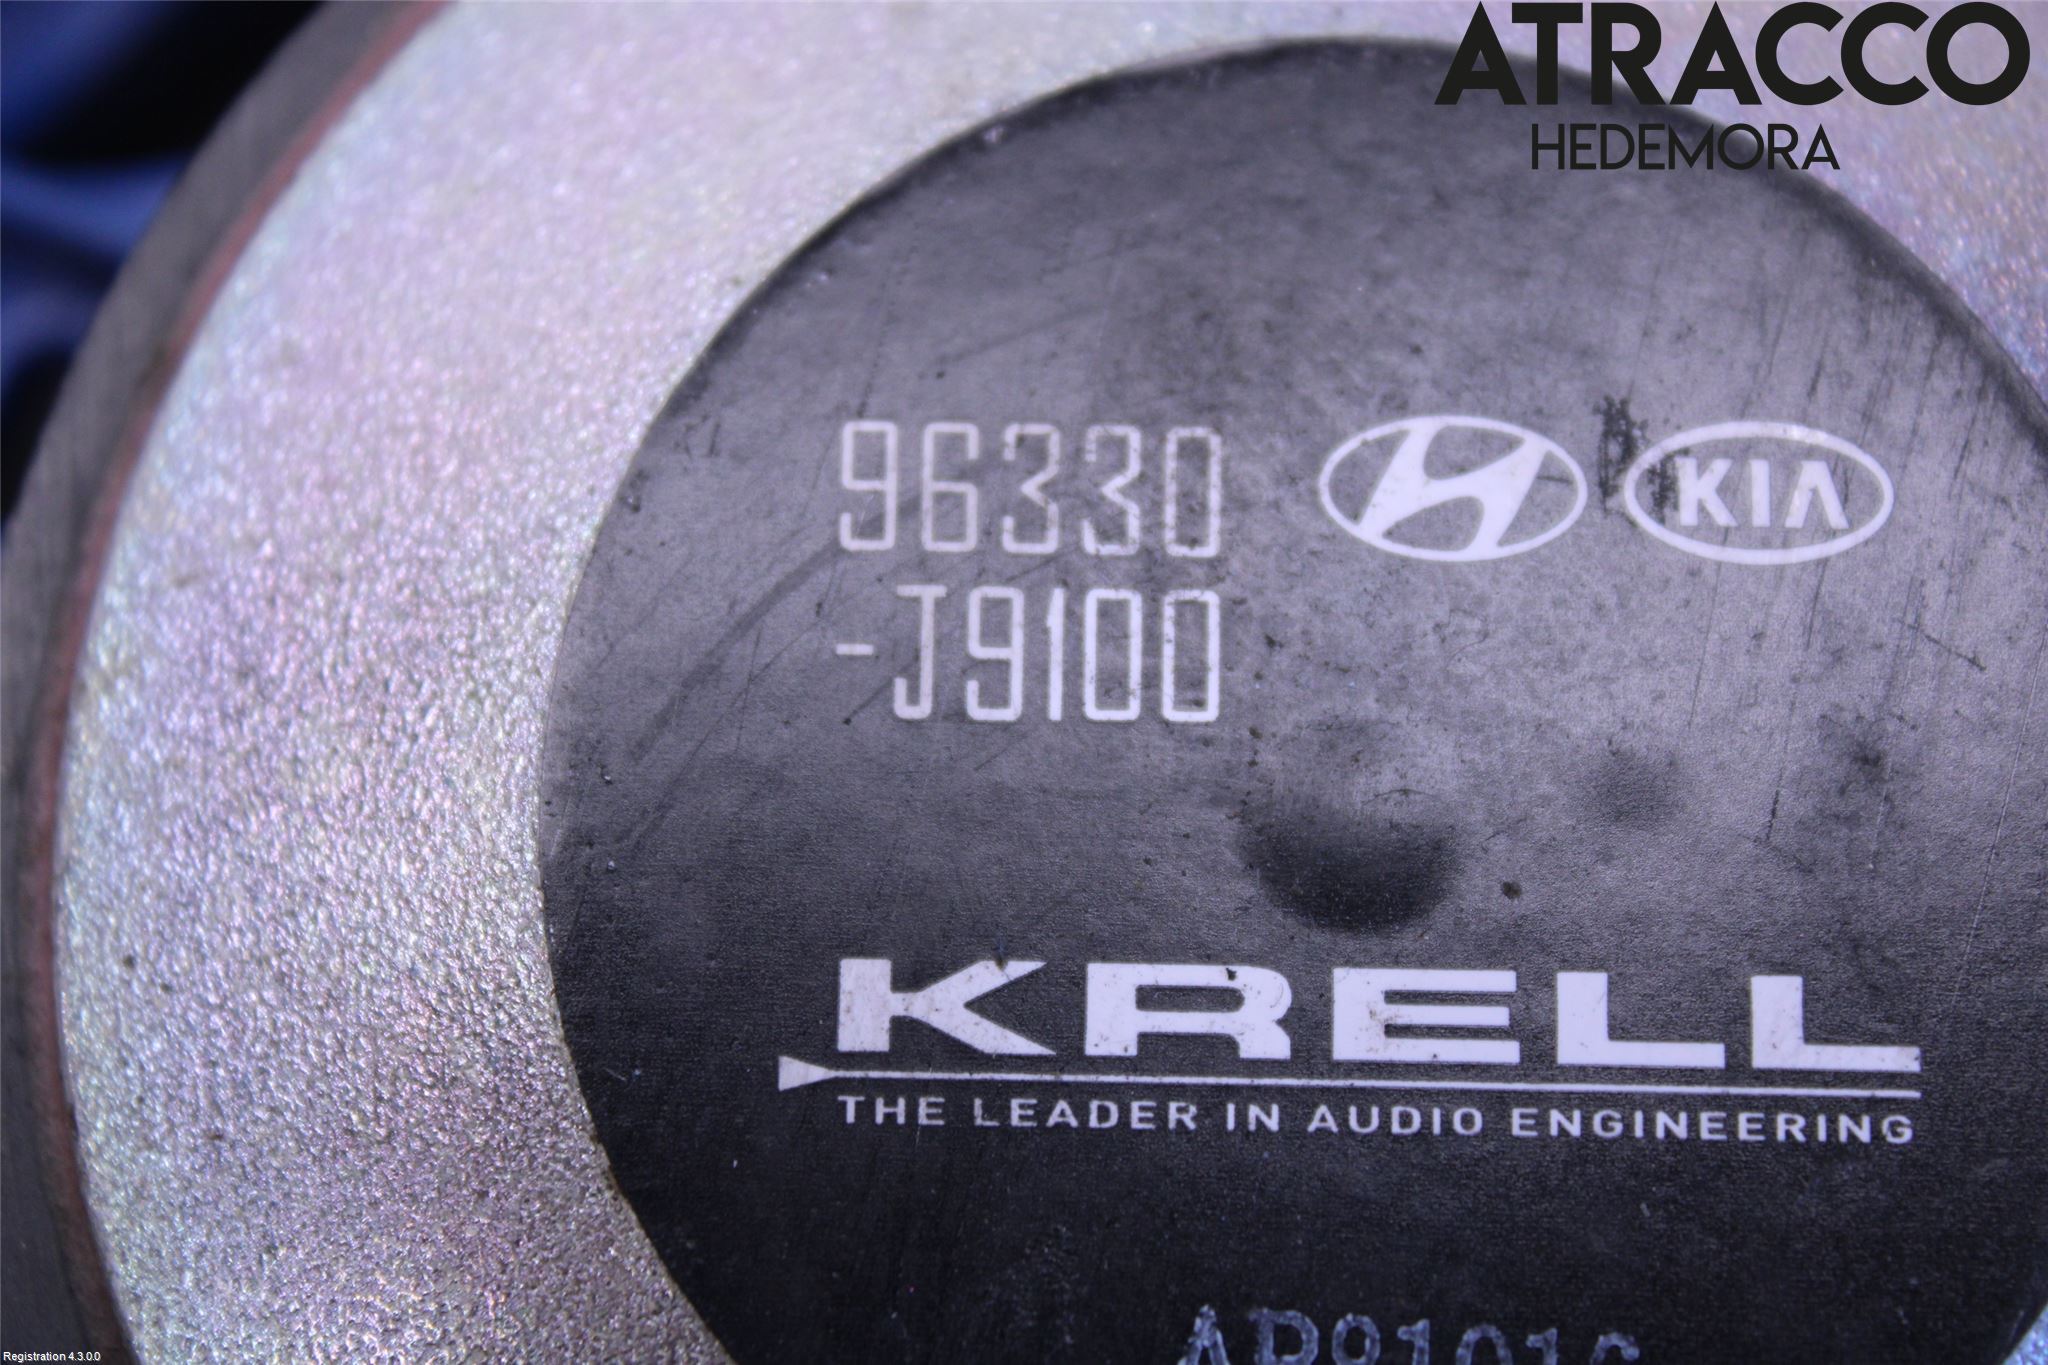 ATRACCO
HEDEMORA
96330
KIA
-J9100
KRELL
THE LEADER IN AUDIO ENGINEERING
Registration 4.3.0.0